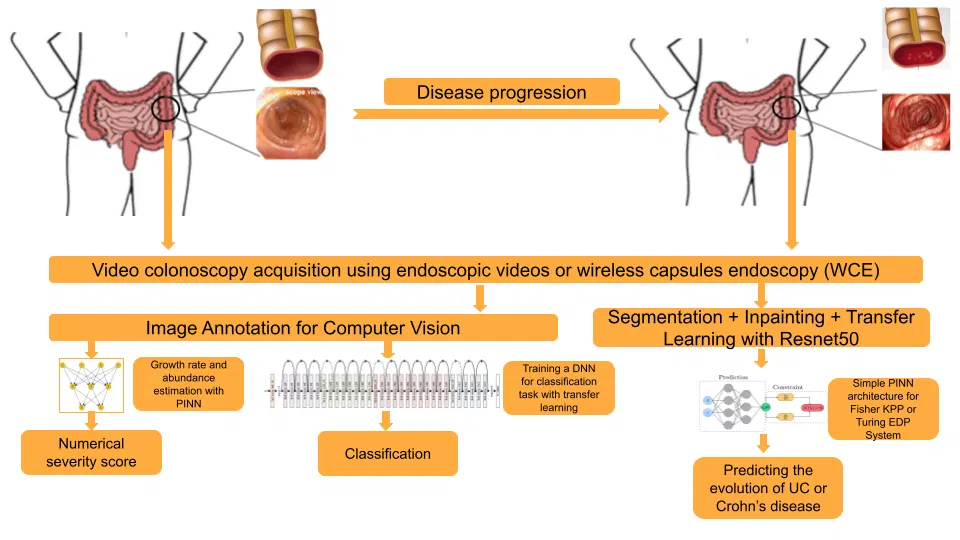 scope view
Disease progression
Video colonoscopy acquisition using endoscopic videos or wireless capsules endoscopy (WCE)
Image Annotation for Computer Vision
Segmentation + Inpainting + Transfer
Learning with Resnet50
Growth rate and
abundance
estimation with
PINN
Training a DNN
for classification
task with transfer
learning
Prediction
Constraint
Simple PINN
architecture for
Fisher KPP or
Turing EDP
System
Numerical
severity score
Classification
Predicting the
evolution of UC or
Crohn’s disease